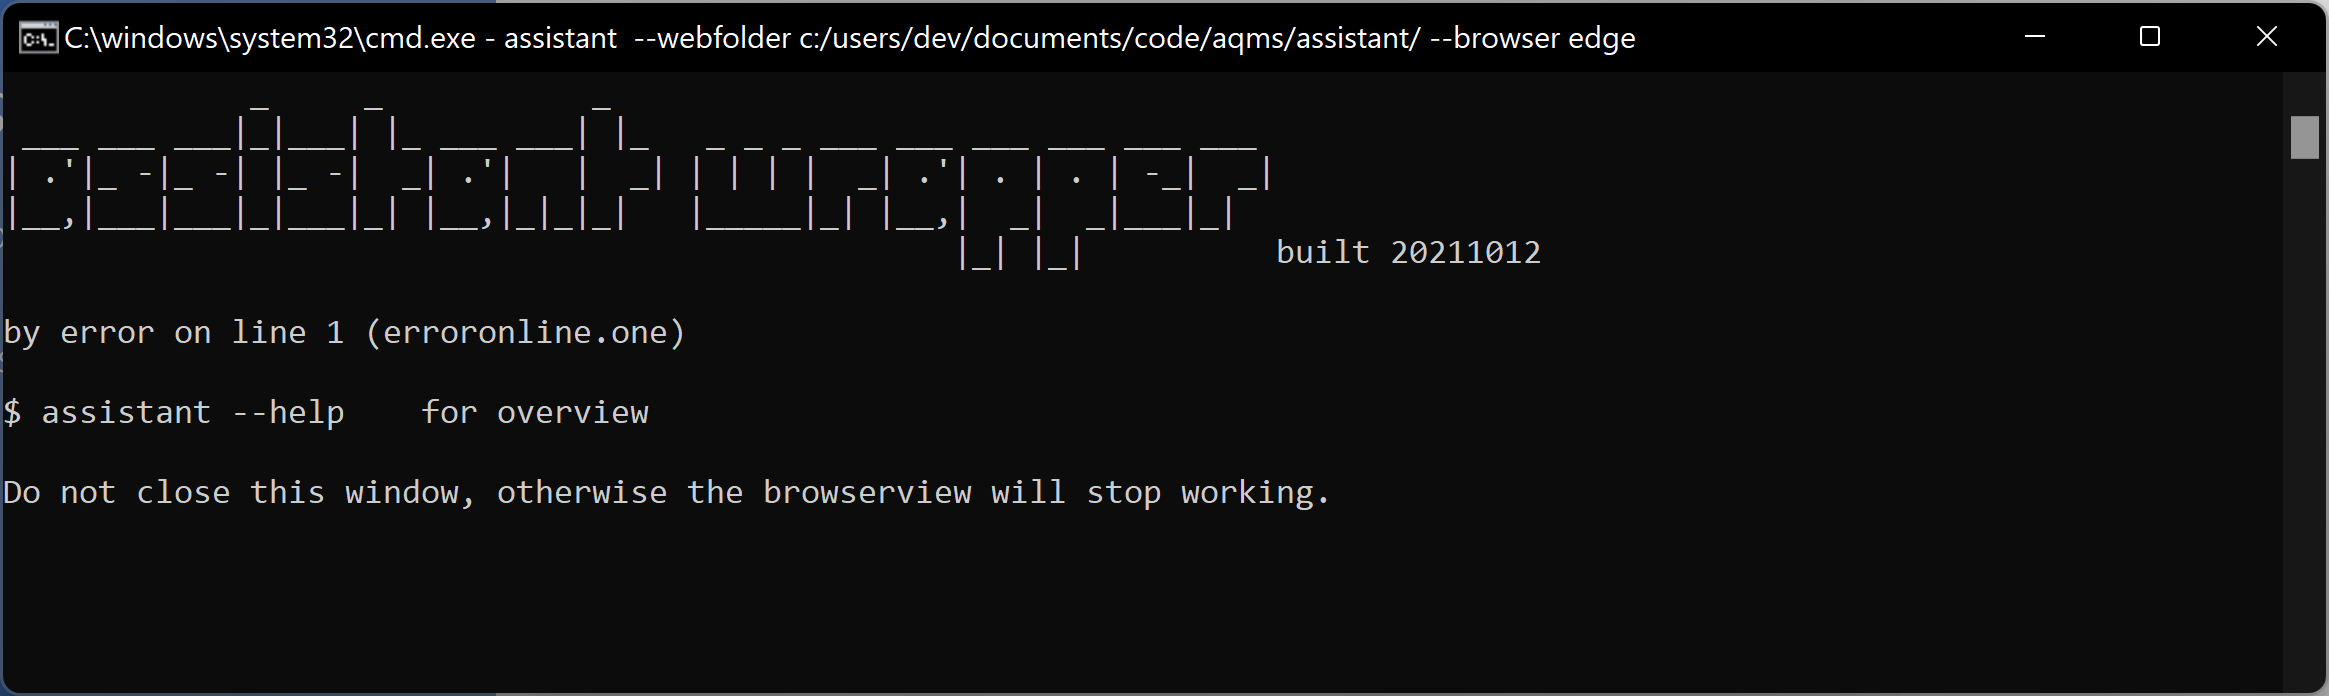 C:\windows\system32\cmd.exe - assistant  --webfolder c:/users/dev/documents/code/aqms/assistant/ --browser edge
assistant wrapper
built 20211012
by error on line 1 (erroronline.one)
$ assistant --help    for overview
Do not close this window, otherwise the browserview will stop working.